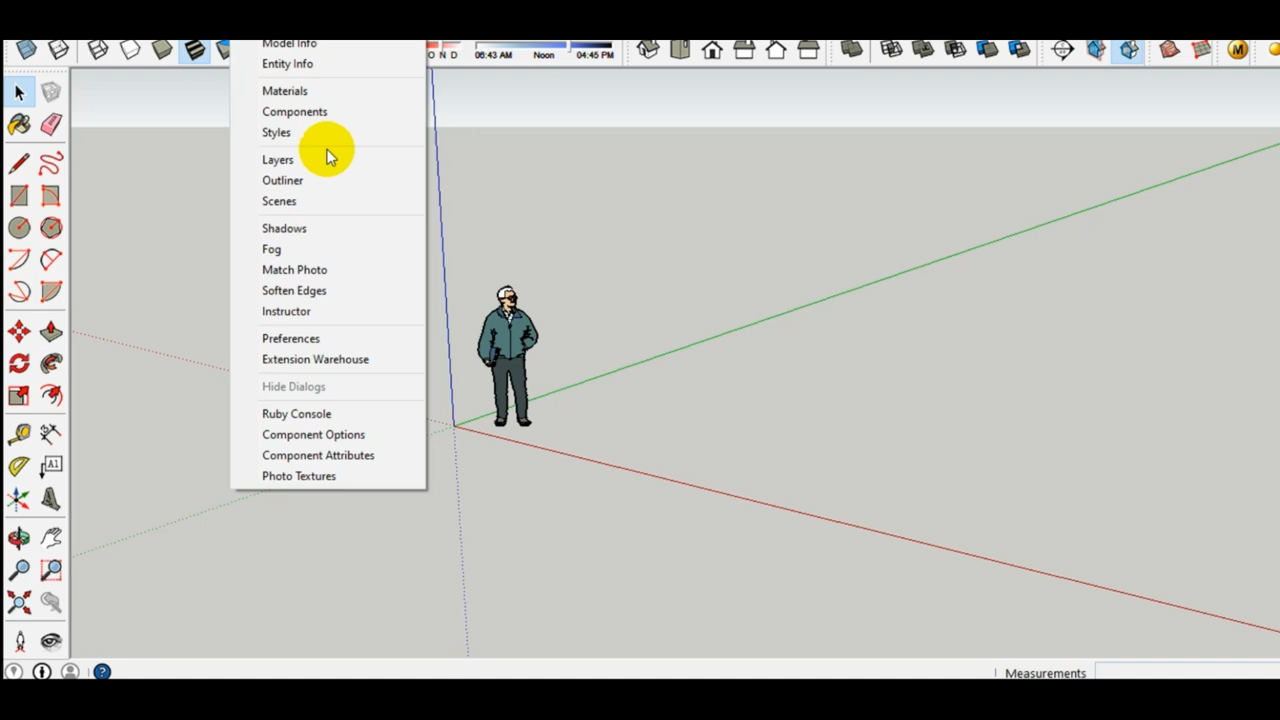 O N D
06:43 AM
Noon
04:45 PM
M
Model Info
Entity Info
Materials
Components
Styles
Layers
Outliner
Scenes
Shadows
Fog
Match Photo
Soften Edges
Instructor
Preferences
Extension Warehouse
Hide Dialogs
Ruby Console
Component Options
Component Attributes
Photo Textures
A1
Measurements